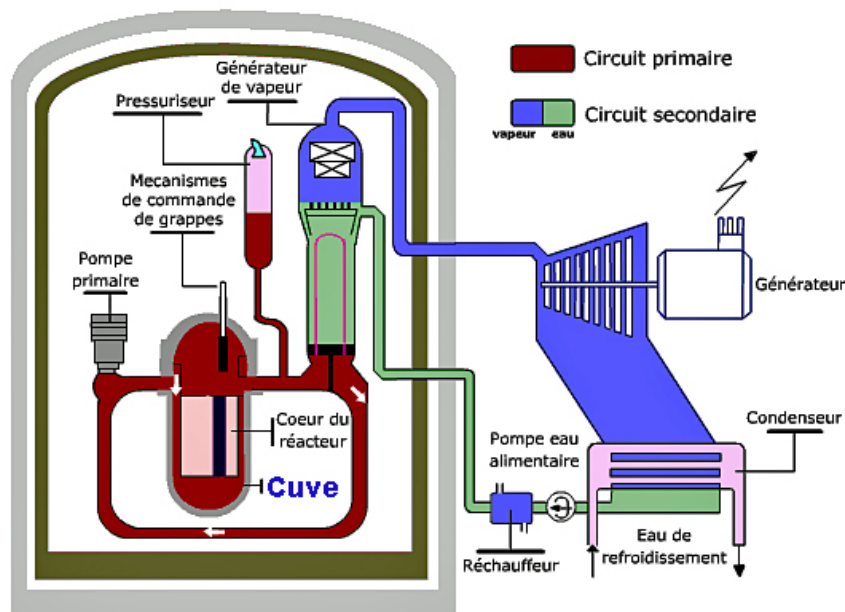 Générateur
de vapeur
Pressuriseur
Mecanismes
de commande
de grappes
Pompe
primaire
Circuit primaire
Circuit secondaire
vapeur eau
Générateur
Coeur du
réacteur
Cuve
Condenseur
Pompe eau
alimentaire
Réchauffeur
Eau de
refroidissement